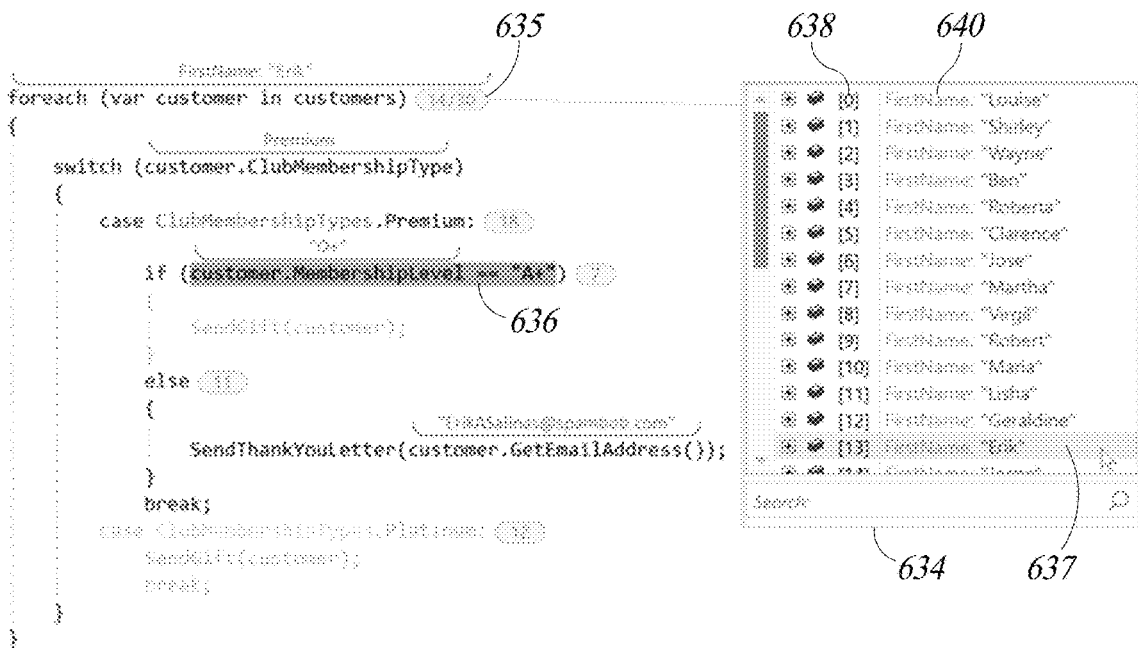 635 638 640
FirstName: "Erik"
foreach (var customer in customers) 14/30
{
Premium
switch (customer.ClubMembershipType)
{
case ClubMembershipTypes.Premium: 18
if (customer.MembershipLevel == ) 7
{
636
SendGift(customer);
}
else 11
{
"ErikASalinas@spambob.com"
SendThankYouLetter(customer.GetEmailAddress());
}
break;
case ClubMembershipTypes.Platinum: 12
SendGift(customer);
break;
}
}
[0] FirstName: "Louise"
[1] FirstName: "Shirley"
[2] FirstName: "Wayne"
[3] FirstName: "Ben"
[4] FirstName: "Roberta"
[5] FirstName: "Clarence"
[6] FirstName: "Jose"
[7] FirstName: "Martha"
[8] FirstName: "Virgil"
[9] FirstName: "Robert"
[10] FirstName: "Maria"
[11] FirstName: "Lisha"
[12] FirstName: "Geraldine"
[13] FirstName: "Erik"
Search
634 637